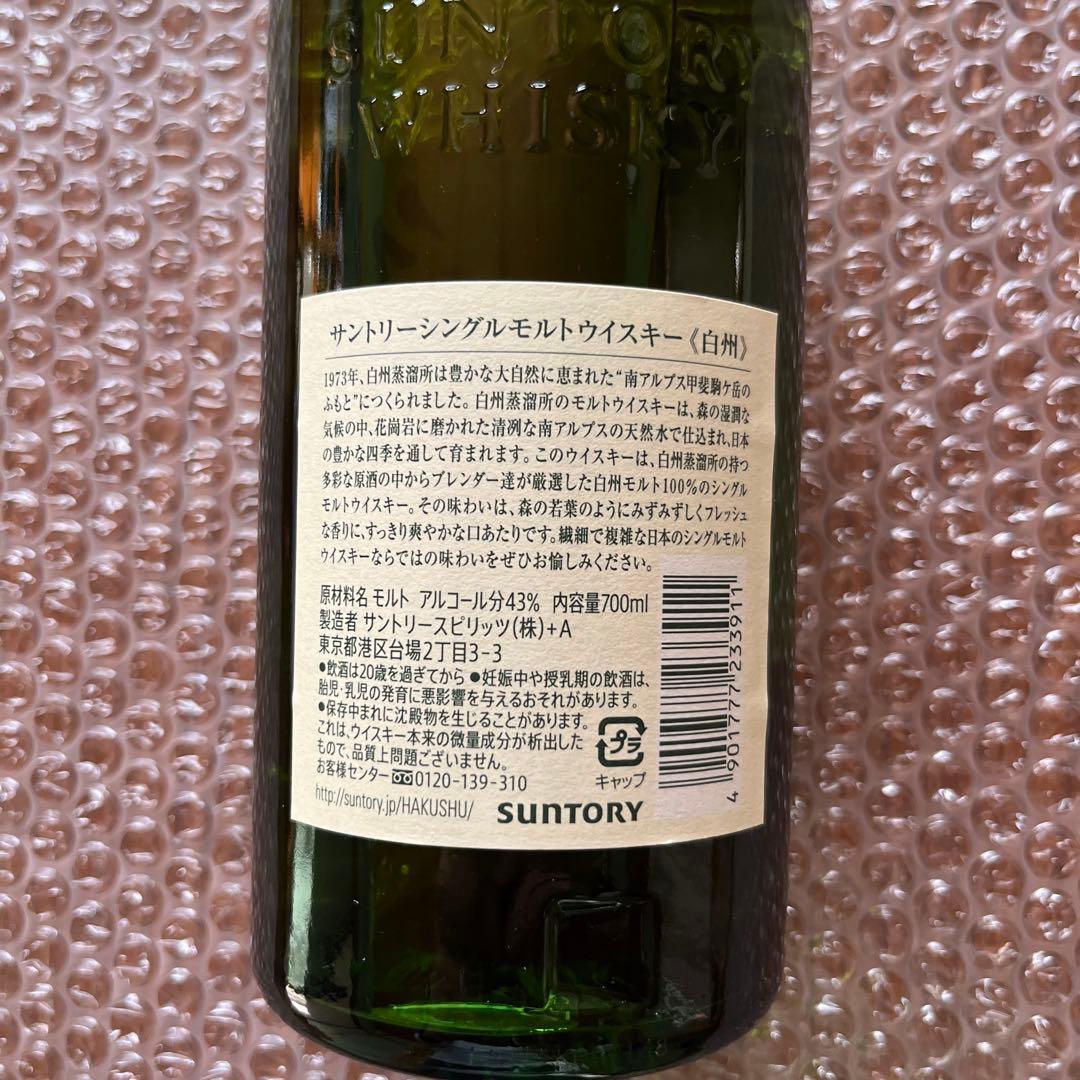 SUNTORY
WHISKY
サントリーシングルモルトウイスキー《白州》
1973年、白州蒸溜所は豊かな大自然に恵まれた“南アルプス甲斐駒ケ岳の
ふもと”につくられました。白州蒸溜所のモルトウイスキーは、森の湿潤な
気候の中、花崗岩に磨かれた清冽な南アルプスの天然水で仕込まれ、日本
の豊かな四季を通して育まれます。このウイスキーは、白州蒸溜所の持つ
多彩な原酒の中からブレンダー達が厳選した白州モルト100%のシングル
モルトウイスキー。その味わいは、森の若葉のようにみずみずしくフレッシュ
な香りに、すっきり爽やかな口あたりです。繊細で複雑な日本のシングルモルト
ウイスキーならではの味わいをぜひお愉しみください。
原材料名 モルト アルコール分43% 内容量700ml
製造者 サントリースピリッツ(株)+A
東京都港区台場2丁目3-3
●飲酒は20歳を過ぎてから ●妊娠中や授乳期の飲酒は、
胎児・乳児の発育に悪影響を与えるおそれがあります。
●保存中まれに沈殿物を生じることがあります。
これは、ウイスキー本来の微量成分が析出した
もので、品質上問題ございません。
お客様センター 0120-139-310
http://suntory.jp/HAKUSHU/
SUNTORY
プラ
キャップ
4 901777 233911